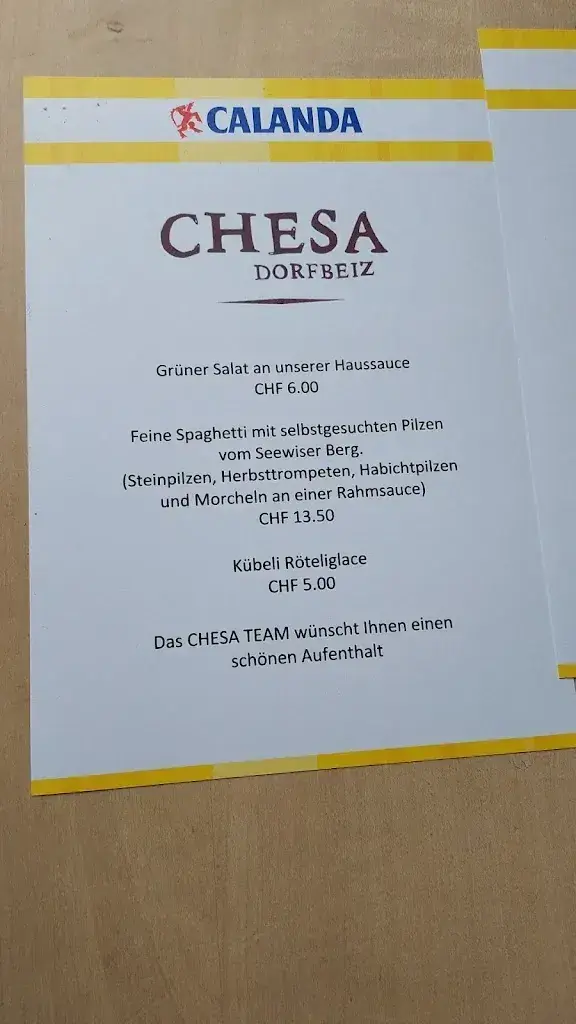 CALANDA
CHESA
DORFBEIZ
Grüner Salat an unserer Haussauce
CHF 6.00
Feine Spaghetti mit selbstgesuchten Pilzen
vom Seewiser Berg.
(Steinpilzen, Herbsttrompeten, Habichtpilzen
und Morcheln an einer Rahmsauce)
CHF 13.50
Kübeli Röteliglace
CHF 5.00
Das CHESA TEAM wünscht Ihnen einen
schönen Aufenthalt